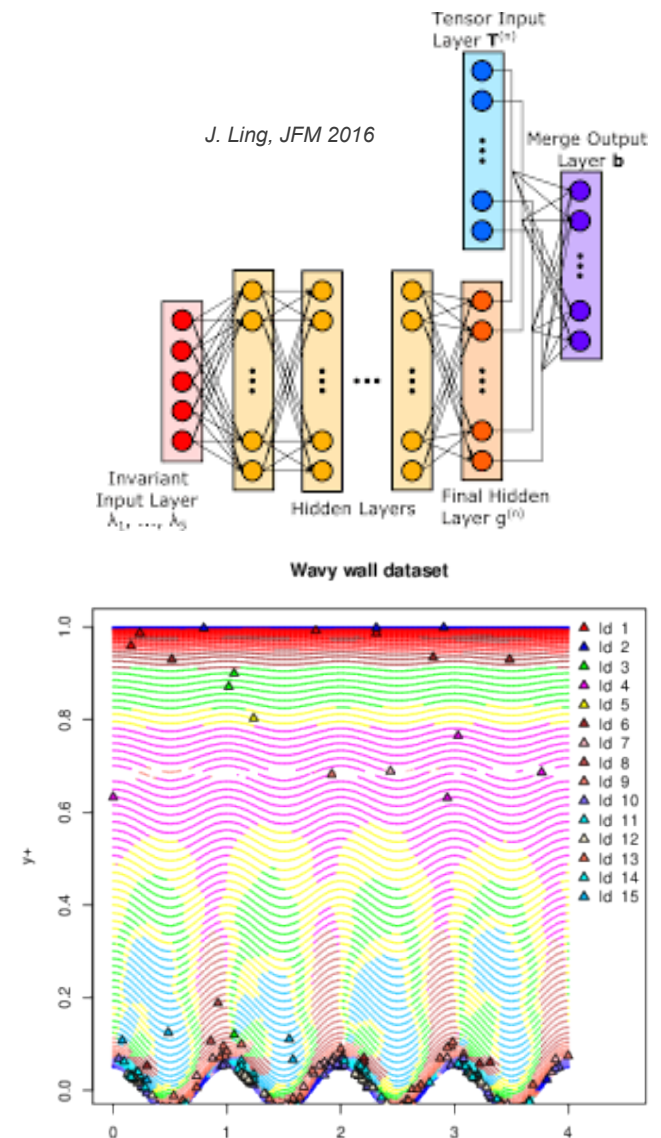 Tensor Input
Layer T⁽ⁿ⁾
J. Ling, JFM 2016
Merge Output
Layer b
Invariant
Input Layer
λ₁, ..., λ₅
Hidden Layers
Final Hidden
Layer g⁽ⁿ⁾
Wavy wall dataset
1.0
0.8
0.6
0.4
0.2
0.0
y+
Id 1
Id 2
Id 3
Id 4
Id 5
Id 6
Id 7
Id 8
Id 9
Id 10
Id 11
Id 12
Id 13
Id 14
Id 15
0 1 2 3 4